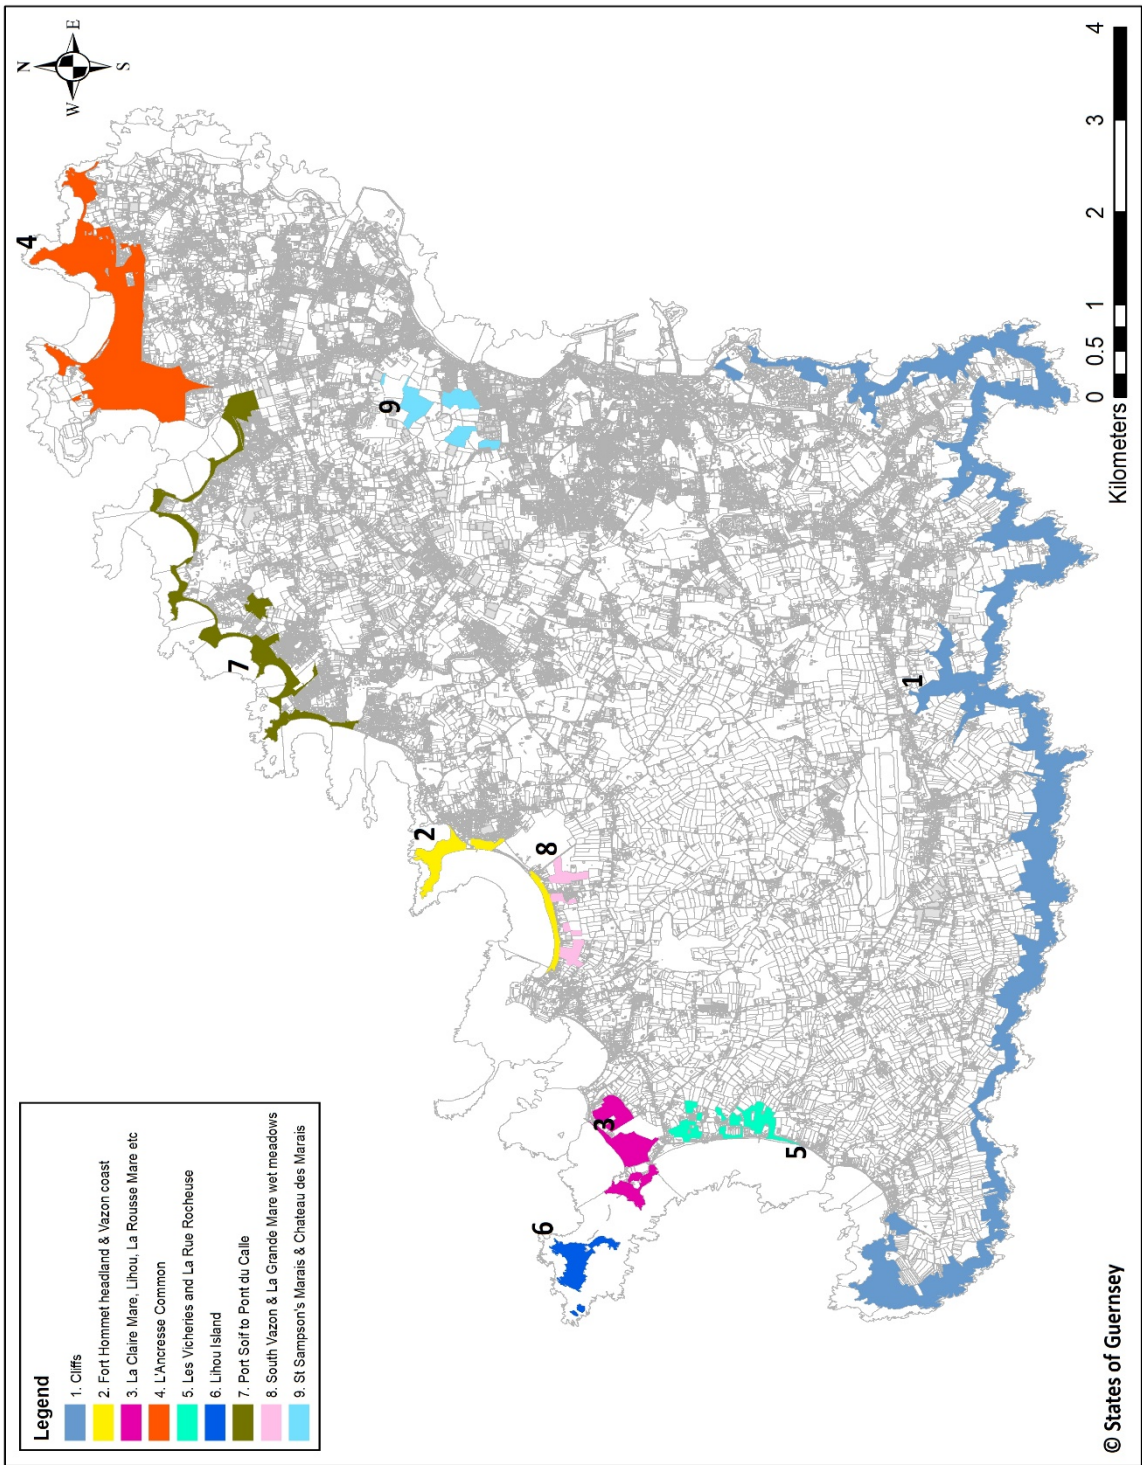 N
E
S
W
Legend
1. Cliffs
2. Fort Hommet headland & Vazon coast
3. La Claire Mare, Lihou, La Rousse Mare etc
4. L'Ancresse Common
5. Les Vicheries and La Rue Rocheuse
6. Lihou Island
7. Port Soif to Pont du Calle
8. South Vazon & La Grande Mare wet meadows
9. St Sampson's Marais & Chateau des Marais
4
9
7
2
8
3
6
5
1
0 0.5 1 2 3 4
Kilometers
© States of Guernsey